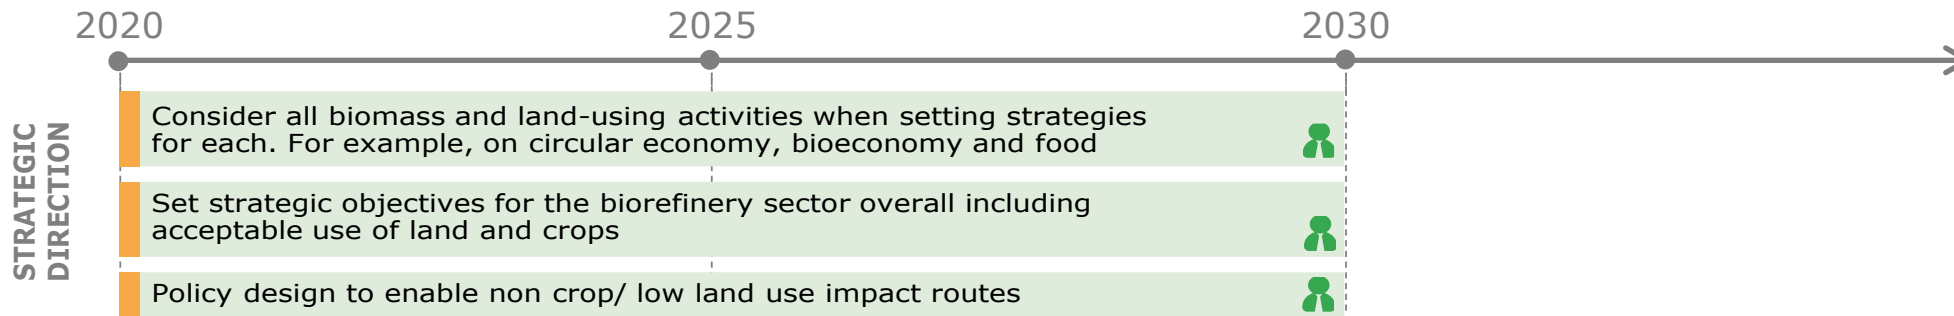 2020 2025 2030
STRATEGIC
DIRECTION
Consider all biomass and land-using activities when setting strategies
for each. For example, on circular economy, bioeconomy and food
Set strategic objectives for the biorefinery sector overall including
acceptable use of land and crops
Policy design to enable non crop/ low land use impact routes